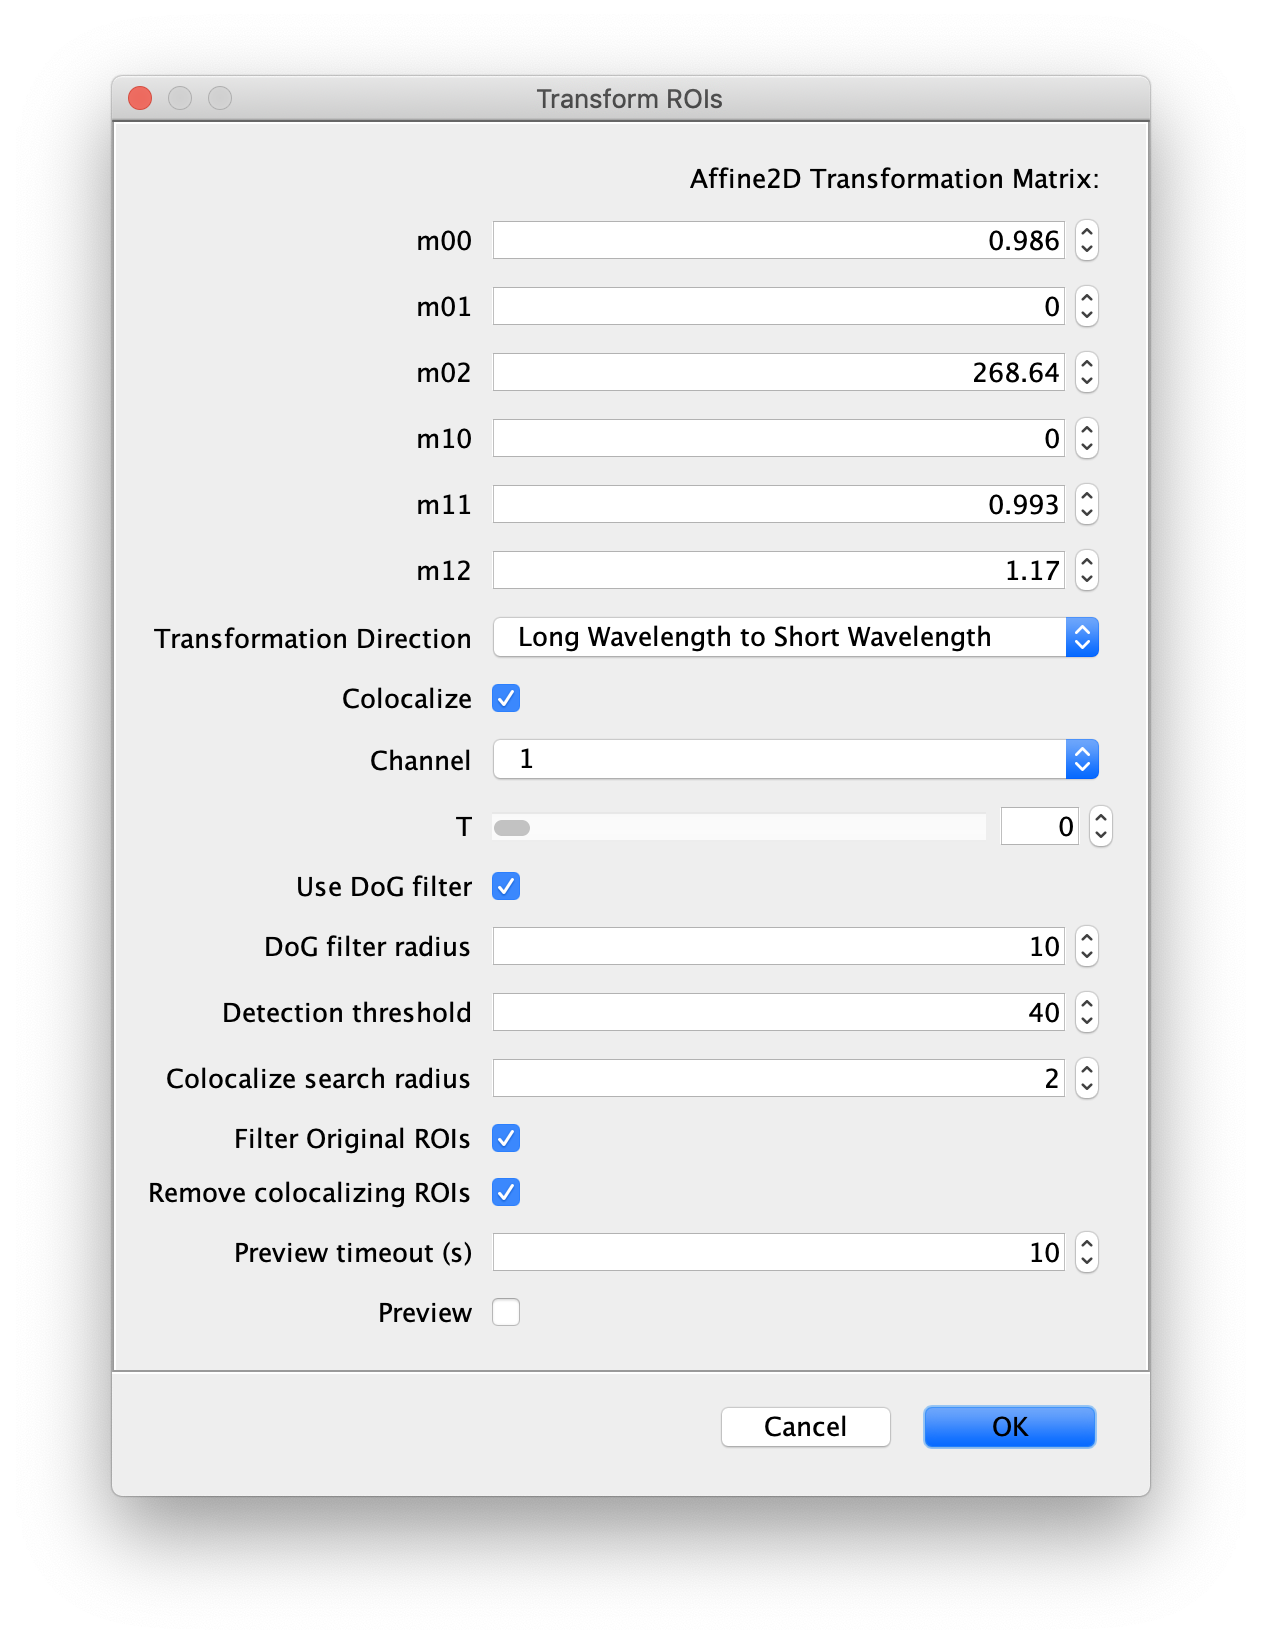 Transform ROIs
Affine2D Transformation Matrix:
m00 0.986
m01 0
m02 268.64
m10 0
m11 0.993
m12 1.17
Transformation Direction Long Wavelength to Short Wavelength
Colocalize
Channel 1
T 0
Use DoG filter
DoG filter radius 10
Detection threshold 40
Colocalize search radius 2
Filter Original ROIs
Remove colocalizing ROIs
Preview timeout (s) 10
Preview
Cancel OK